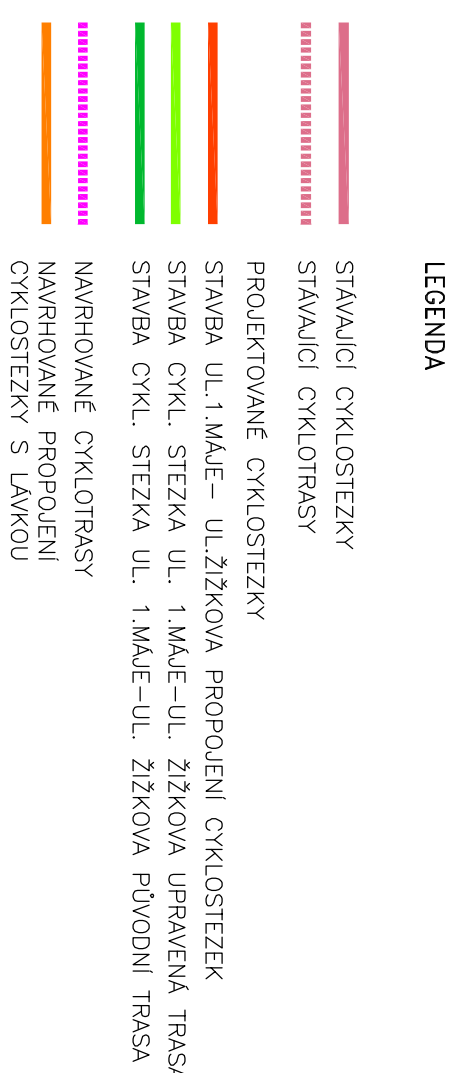 LEGENDA
STÁVAJÍCÍ CYKLOSTEZKY
STÁVAJÍCÍ CYKLOTRASY
PROJEKTOVANÉ CYKLOSTEZKY
STAVBA UL.1.MÁJE– UL.ŽIŽKOVA PROPOJENÍ CYKLOSTEZEK
STAVBA CYKL. STEZKA UL. 1.MÁJE–UL. ŽIŽKOVA UPRAVENÁ TRASA
STAVBA CYKL. STEZKA UL. 1.MÁJE–UL. ŽIŽKOVA PŮVODNÍ TRASA
NAVRHOVANÉ CYKLOTRASY
NAVRHOVANÉ PROPOJENÍ
CYKLOSTEZKY S LÁVKOU